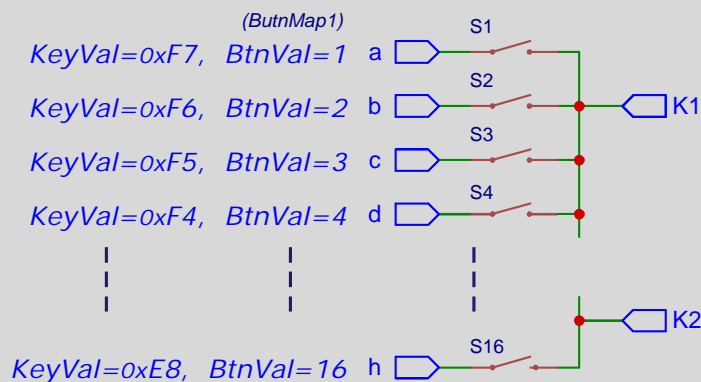 (ButnMap1)
S1
KeyVal=0xF7, BtnVal=1 a
S2
KeyVal=0xF6, BtnVal=2 b K1
S3
KeyVal=0xF5, BtnVal=3 c
S4
KeyVal=0xF4, BtnVal=4 d
K2
S16
KeyVal=0xE8, BtnVal=16 h